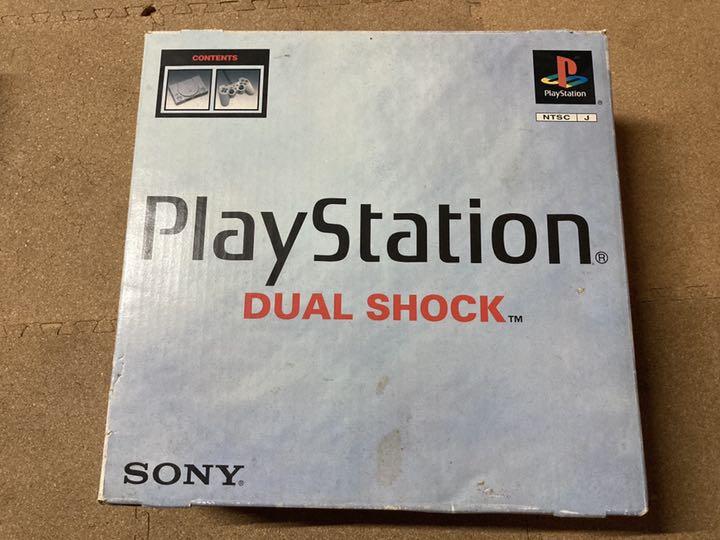 CONTENTS
PlayStation
®
NTSC J
PlayStation®
DUAL SHOCK™
SONY®